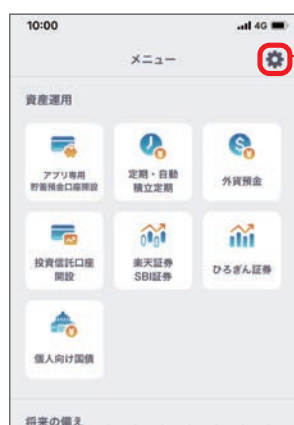 10:00
4G
メニュー
資産運用
アプリ専用
貯蓄預金口座開設
定期・自動
積立定期
外貨預金
投資信託口座
開設
楽天証券
SBI証券
ひろぎん証券
個人向け国債
将来の備え